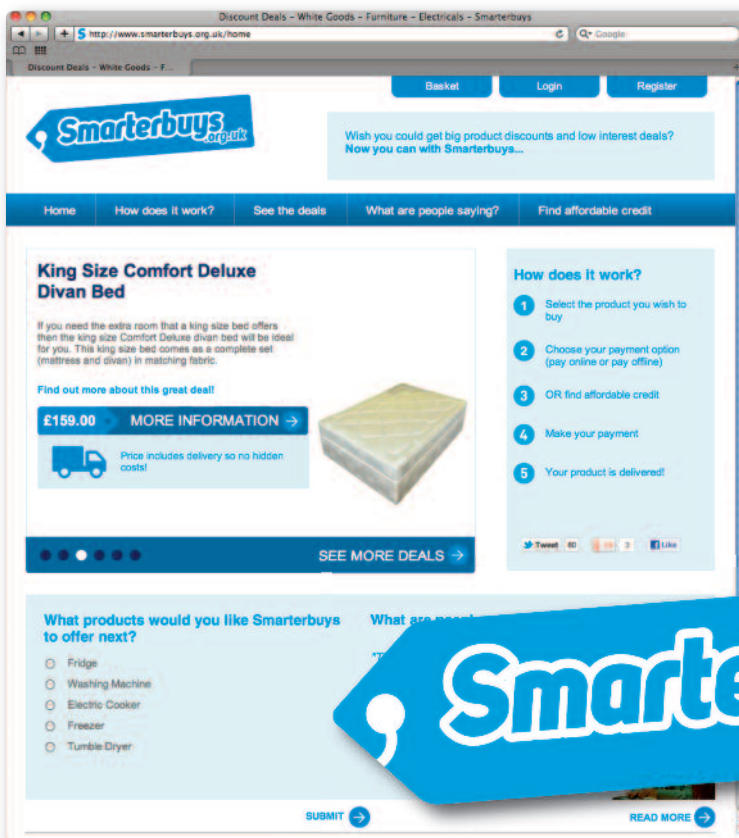 Discount Deals – White Goods – Furniture – Electricals – Smarterbuys
http://www.smarterbuys.org.uk/home
Google
Discount Deals – White Goods – F...
Basket
Login
Register
Smarterbuys
.org.uk
Wish you could get big product discounts and low interest deals?
Now you can with Smarterbuys...
Home
How does it work?
See the deals
What are people saying?
Find affordable credit
King Size Comfort Deluxe
Divan Bed
If you need the extra room that a king size bed offers
then the king size Comfort Deluxe divan bed will be ideal
for you. This king size bed comes as a complete set
(mattress and divan) in matching fabric.
Find out more about this great deal!
£159.00
MORE INFORMATION
Price includes delivery so no hidden
costs!
SEE MORE DEALS
How does it work?
1 Select the product you wish to
buy
2 Choose your payment option
(pay online or pay offline)
3 OR find affordable credit
4 Make your payment
5 Your product is delivered!
Tweet 60
3
Like
What products would you like Smarterbuys
to offer next?
Fridge
Washing Machine
Electric Cooker
Freezer
Tumble Dryer
SUBMIT
What are
Smarte
READ MORE